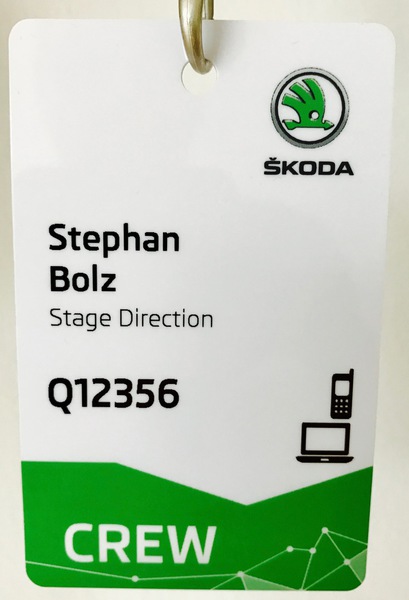 ŠKODA
Stephan
Bolz
Stage Direction
Q12356
CREW